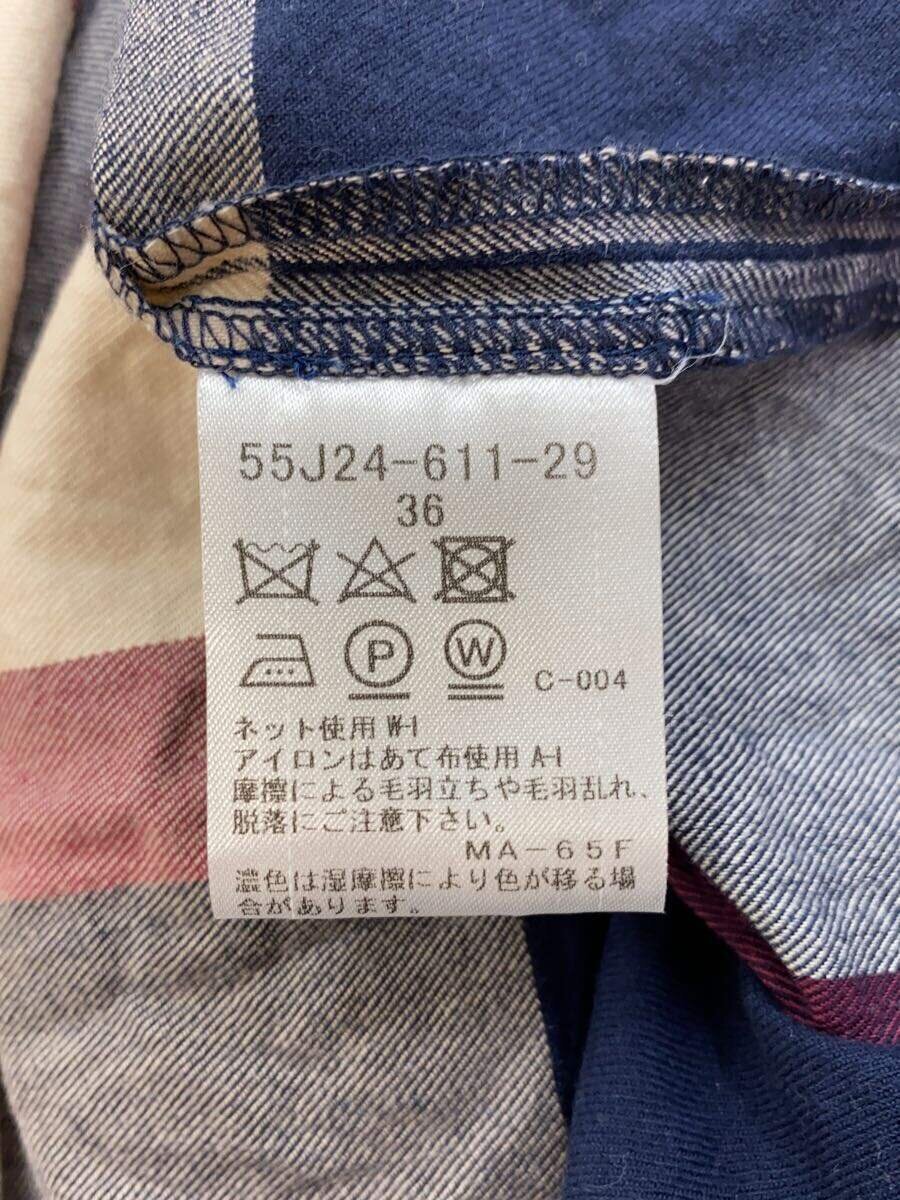 55J24-611-29
36
P
W
C-004
ネット使用 W-I
アイロンはあて布使用 A-I
摩擦による毛羽立ちや毛羽乱れ、
脱落にご注意下さい。
MA-65F
濃色は湿摩擦により色が移る場
合があります。